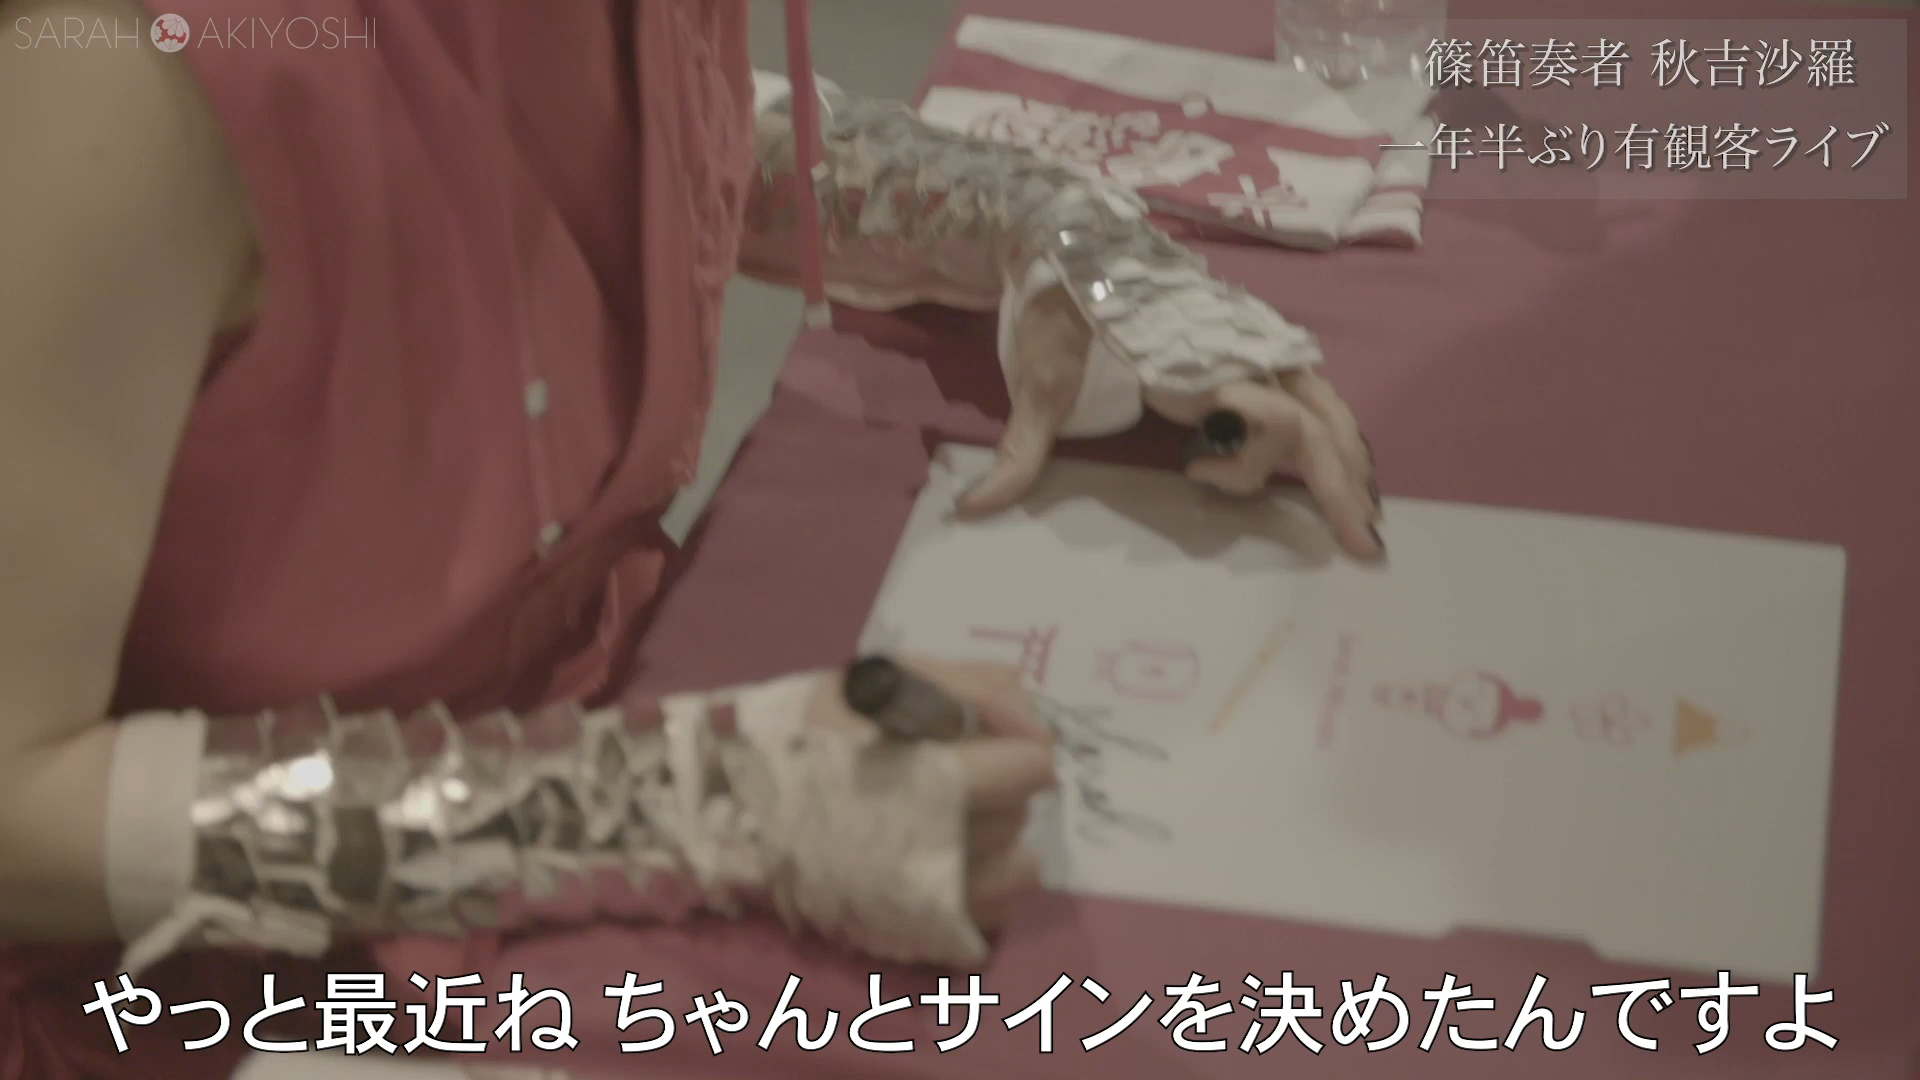 SARAH AKIYOSHI
篠笛奏者 秋吉沙羅
一年半ぶり有観客ライブ
Sarah
やっと最近ね ちゃんとサインを決めたんですよ